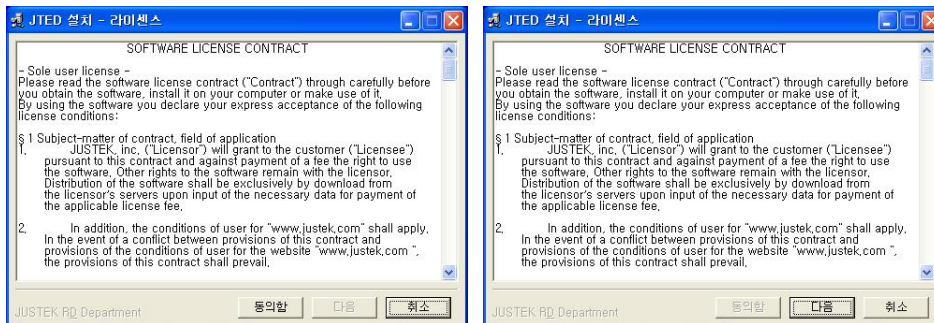 JTED 설치 - 라이센스
SOFTWARE LICENSE CONTRACT
- Sole user license -
Please read the software license contract ("Contract") through carefully before
you obtain the software, install it on your computer or make use of it.
By using the software you declare your express acceptance of the following
license conditions:
§ 1 Subject-matter of contract, field of application
1. JUSTEK, inc. ("Licensor") will grant to the customer ("Licensee")
pursuant to this contract and against payment of a fee the right to use
the software. Other rights to the software remain with the licensor.
Distribution of the software shall be exclusively by download from
the licensor's servers upon input of the necessary data for payment of
the applicable license fee.
2. In addition, the conditions of user for "www.justek.com" shall apply.
In the event of a conflict between provisions of this contract and
provisions of the conditions of user for the website "www.justek.com ",
the provisions of this contract shall prevail.
JUSTEK RD Department
동의함 다음 취소
JTED 설치 - 라이센스
SOFTWARE LICENSE CONTRACT
- Sole user license -
Please read the software license contract ("Contract") through carefully before
you obtain the software, install it on your computer or make use of it.
By using the software you declare your express acceptance of the following
license conditions:
§ 1 Subject-matter of contract, field of application
1. JUSTEK, inc. ("Licensor") will grant to the customer ("Licensee")
pursuant to this contract and against payment of a fee the right to use
the software. Other rights to the software remain with the licensor.
Distribution of the software shall be exclusively by download from
the licensor's servers upon input of the necessary data for payment of
the applicable license fee.
2. In addition, the conditions of user for "www.justek.com" shall apply.
In the event of a conflict between provisions of this contract and
provisions of the conditions of user for the website "www.justek.com ",
the provisions of this contract shall prevail.
JUSTEK RD Department
동의함 다음 취소